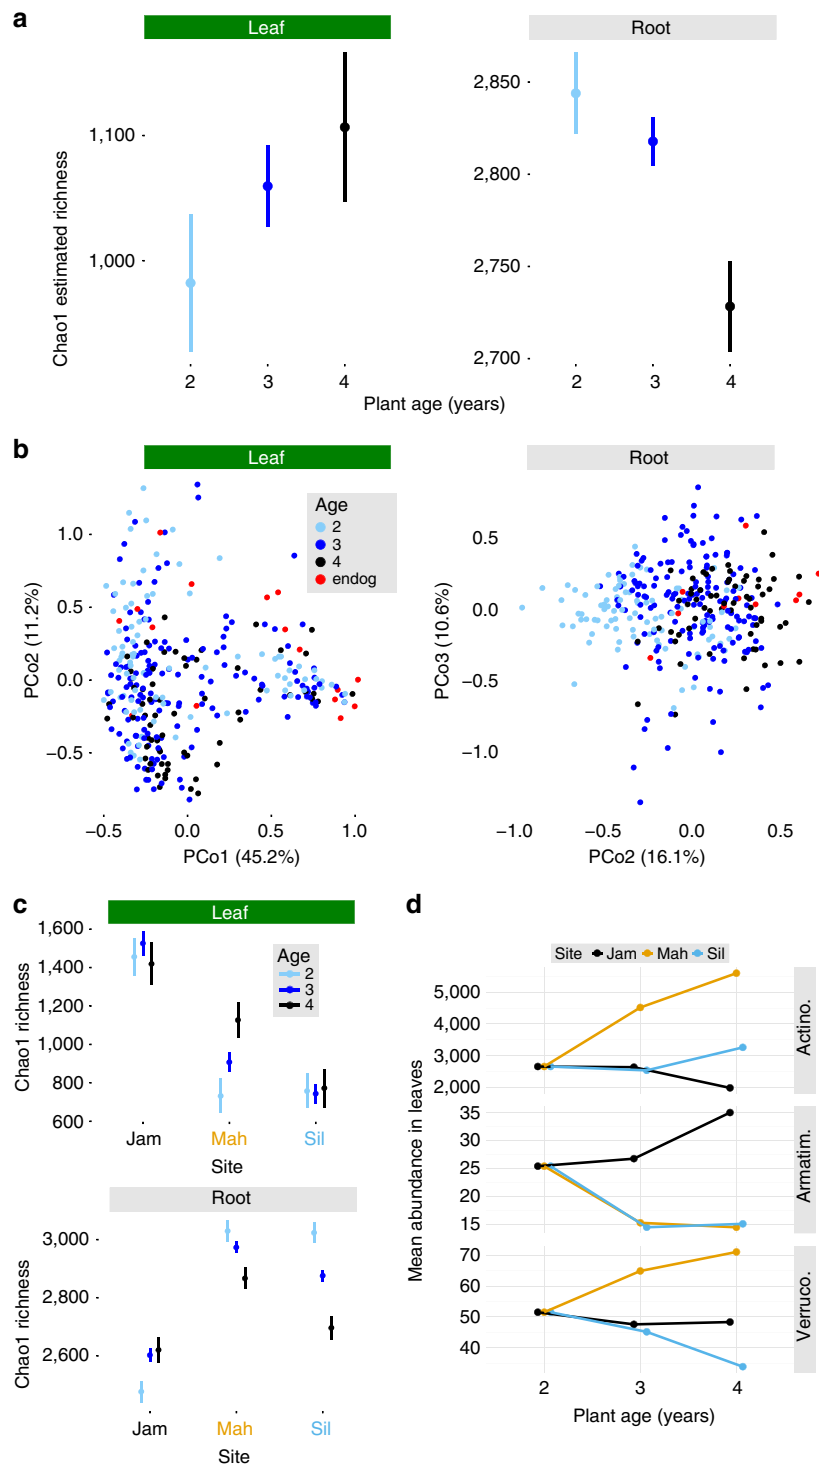 a
Leaf
Root
Chao1 estimated richness
1,100
1,000
2,850
2,800
2,750
2,700
2 3 4
2 3 4
Plant age (years)
b
Leaf
Root
PCo2 (11.2%)
1.0
0.5
0.0
−0.5
Age
2
3
4
endog
−0.5 0.0 0.5 1.0
PCo1 (45.2%)
PCo3 (10.6%)
0.5
0.0
−0.5
−1.0
−1.0 −0.5 0.0 0.5
PCo2 (16.1%)
c
Leaf
Chao1 richness
1,600
1,400
1,200
1,000
800
600
Age
2
3
4
Jam Mah Sil
Site
Root
Chao1 richness
3,000
2,800
2,600
Jam Mah Sil
Site
d
Site Jam Mah Sil
Mean abundance in leaves
5,000
4,000
3,000
2,000
Actino.
35
35
25
20
15
Armatim.
70
60
50
40
Verruco.
2 3 4
Plant age (years)